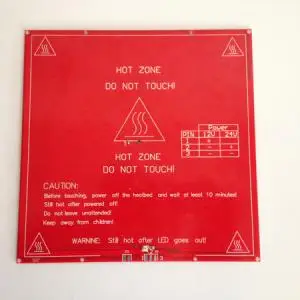 HOT ZONE
DO NOT TOUCH!
Power
PIN 12V 24V
1 +
2 - +
3 - -
HOT ZONE
DO NOT TOUCH!
CAUTION:
Before touching, power off the heatbed and wait at least 10 minutes!
Still hot after powered off!
Do not leave unattended!
Keep away from children!
WARNINE: Still hot after LED goes out!